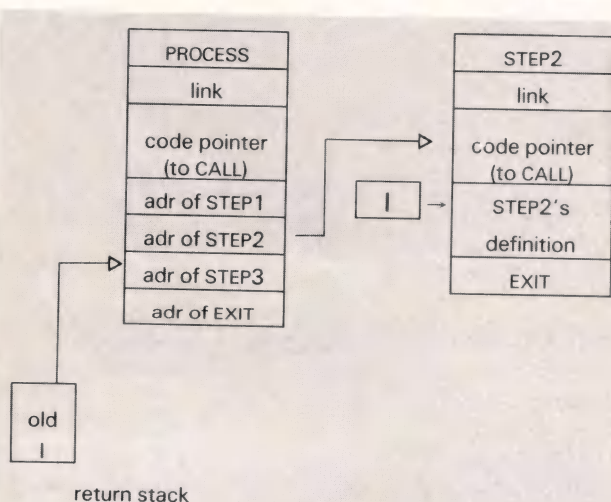 PROCESS
link
code pointer
(to CALL)
adr of STEP1
adr of STEP2
adr of STEP3
adr of EXIT
STEP2
link
code pointer
(to CALL)
I
STEP2's
definition
EXIT
old
I
return stack